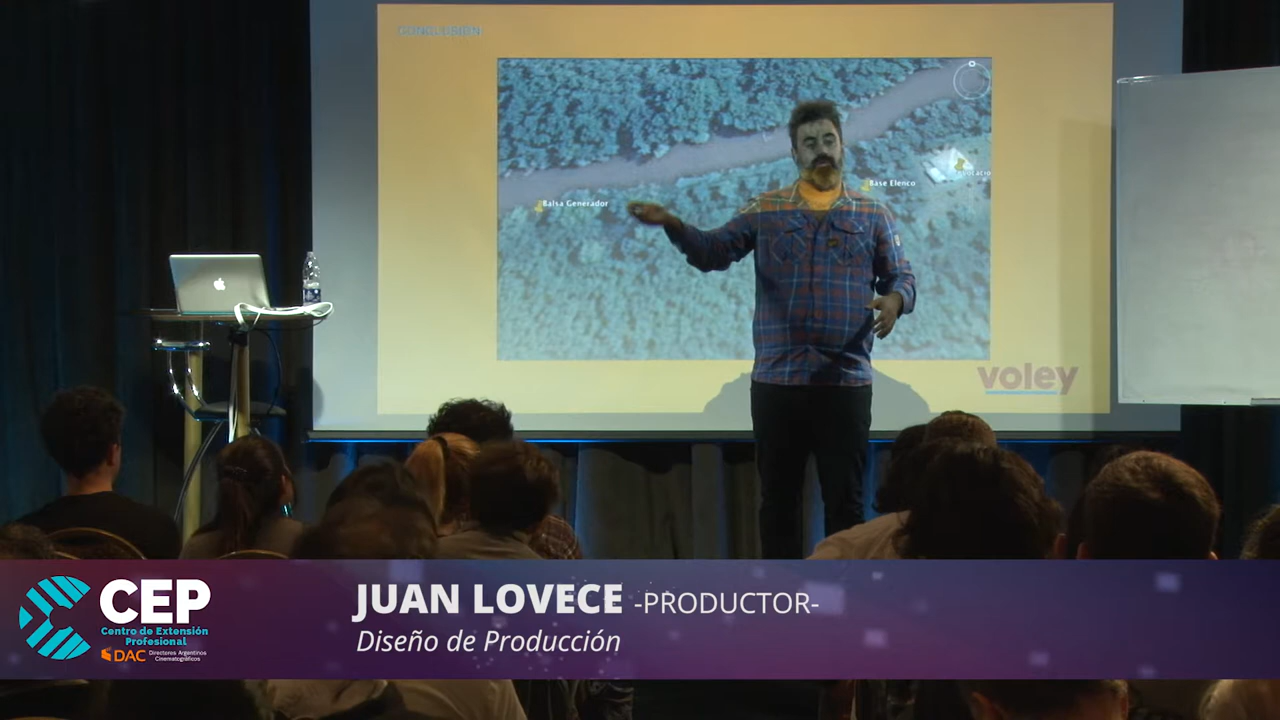 CONCLUSIÓN
Balsa Generador
Base Elenco
voley
CEP
Centro de Extensión
Profesional
DAC
Directores Argentinos
Cinematográficos
JUAN LOVECE -PRODUCTOR-
Diseño de Producción